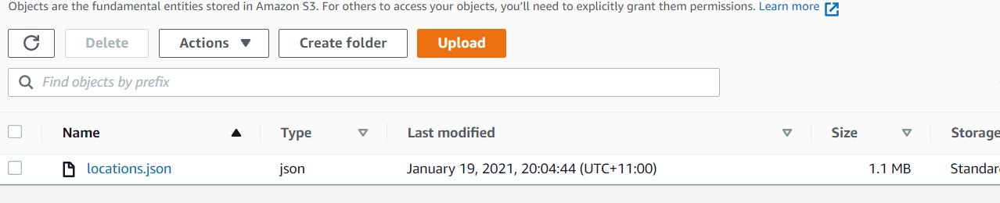 Objects are the fundamental entities stored in Amazon S3. For others to access your objects, you'll need to explicitly grant them permissions. Learn more
Delete Actions Create folder Upload
Find objects by prefix
Name Type Last modified Size Storage
locations.json json January 19, 2021, 20:04:44 (UTC+11:00) 1.1 MB Standar